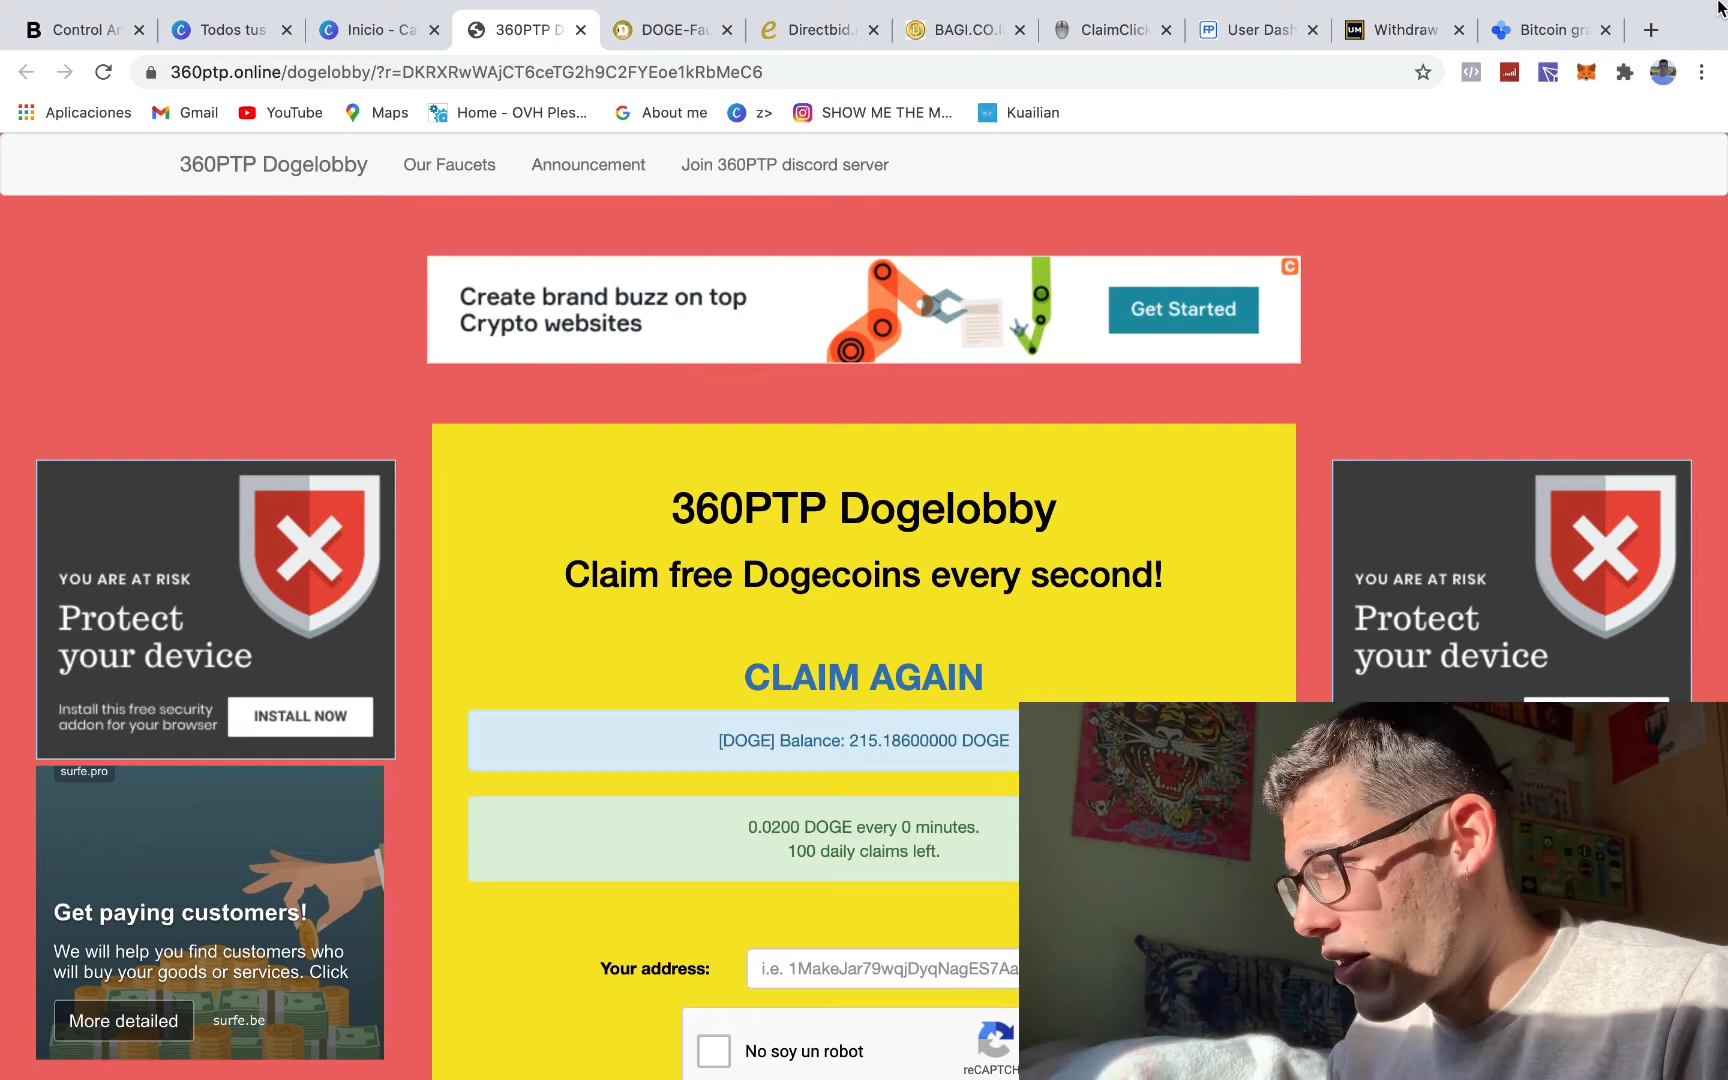 Control An
Todos tus
Inicio - Ca
360PTP D
DOGE-Fau
Directbid.
BAGI.CO.I
ClaimClick
User Dash
Withdraw
Bitcoin gra
360ptp.online/dogelobby/?r=DKRXRwWAjCT6ceTG2h9C2FYEoe1kRbMeC6
Aplicaciones
Gmail
YouTube
Maps
Home - OVH Ples...
About me
z>
SHOW ME THE M...
Kuailian
360PTP Dogelobby
Our Faucets
Announcement
Join 360PTP discord server
Create brand buzz on top
Crypto websites
Get Started
YOU ARE AT RISK
Protect
your device
Install this free security
addon for your browser
INSTALL NOW
surfe.pro
Get paying customers!
We will help you find customers who
will buy your goods or services. Click
More detailed
surfe.be
360PTP Dogelobby
Claim free Dogecoins every second!
CLAIM AGAIN
[DOGE] Balance: 215.18600000 DOGE
0.0200 DOGE every 0 minutes.
100 daily claims left.
Your address:
i.e. 1MakeJar79wqjDyqNagES7Aa
No soy un robot
reCAPTCH
YOU ARE AT RISK
Protect
your device